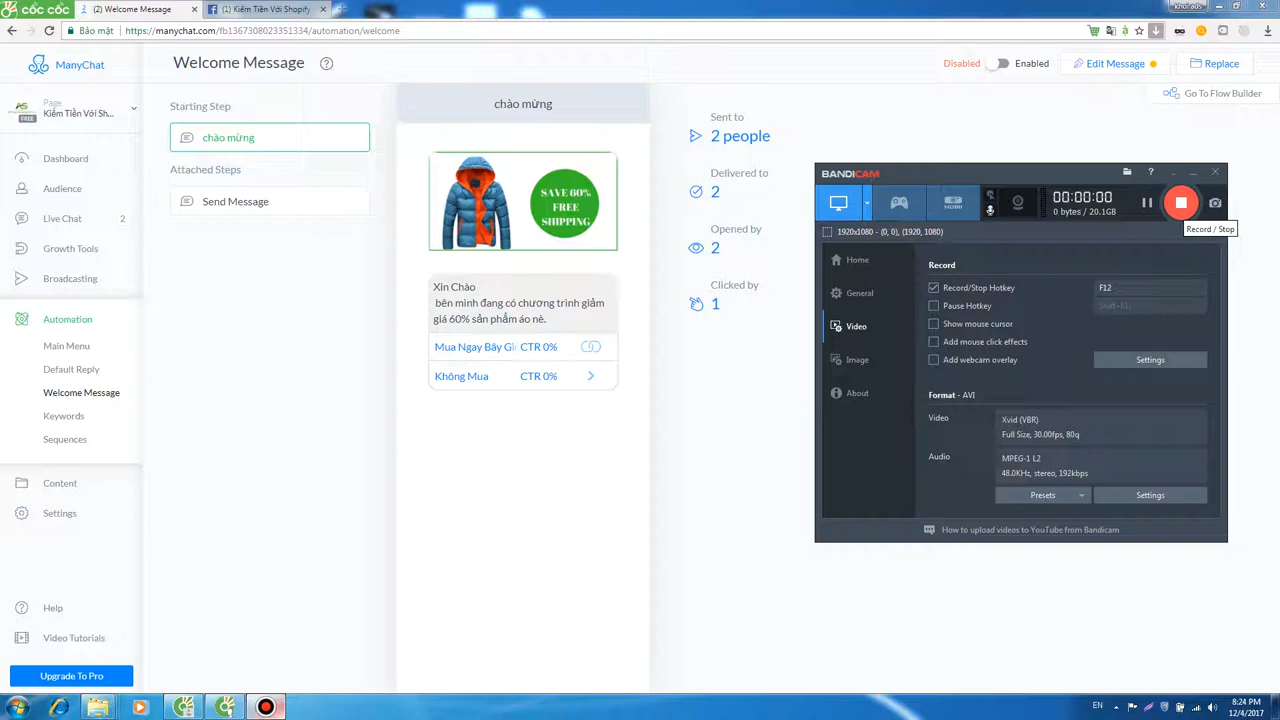 CỐC CỐC
(2) Welcome Message
(1) Kiếm Tiền Với Shopify
khoi ads
Bảo mật
https://manychat.com/fb1367308023351334/automation/welcome
ManyChat
Page
Kiếm Tiền Với Sh...
FREE
Dashboard
Audience
Live Chat 2
Growth Tools
Broadcasting
Automation
Main Menu
Default Reply
Welcome Message
Keywords
Sequences
Content
Settings
Help
Video Tutorials
Upgrade To Pro
Welcome Message ?
Disabled Enabled
Edit Message
Replace
Go To Flow Builder
Starting Step
chào mừng
Attached Steps
Send Message
chào mừng
SAVE 60%
FREE
SHIPPING
Xin Chào
bên mình đang có chương trình giảm
giá 60% sản phẩm áo nè.
Mua Ngay Bây Gi CTR 0%
Không Mua CTR 0%
Sent to
2 people
Delivered to
2
Opened by
2
Clicked by
1
BANDICAM
HDMI
00:00:00
0 bytes / 20.1GB
Record / Stop
1920x1080 - (0, 0), (1920, 1080)
Home
General
Video
Image
About
Record
Record/Stop Hotkey F12
Pause Hotkey
Show mouse cursor
Add mouse click effects
Add webcam overlay Settings
Format - AVI
Video
Xvid (VBR)
Full Size, 30.00fps, 80q
Audio
MPEG-1 L2
48.0KHz, stereo, 192kbps
Presets Settings
How to upload videos to YouTube from Bandicam
EN
8:24 PM
12/4/2017